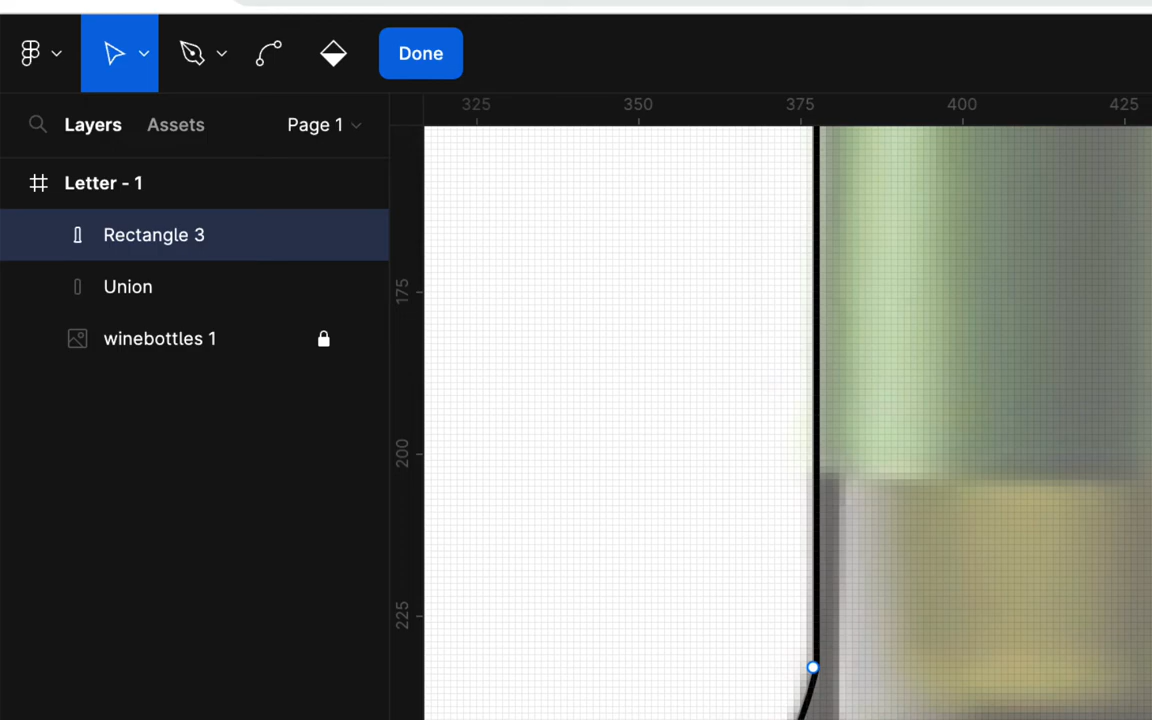 Done
325 350 375 400 425
Layers Assets Page 1
Letter - 1
Rectangle 3
Union
winebottles 1
175
200
225